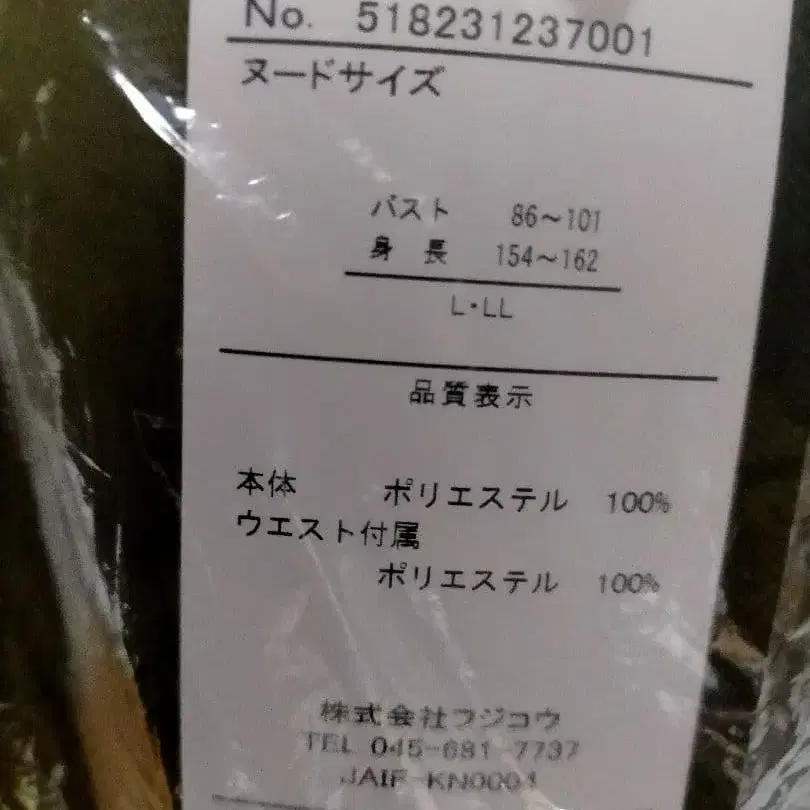 No. 518231237001
ヌードサイズ
バスト 86～101
身長 154～162
L・LL
品質表示
本体 ポリエステル 100%
ウエスト付属
ポリエステル 100%
株式会社フジコウ
TEL 045-681-7737
JAIF-KN0001